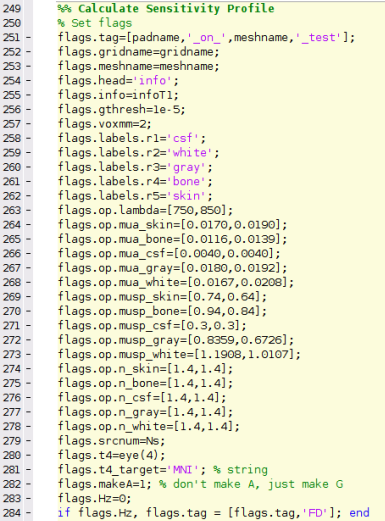 249 %% Calculate Sensitivity Profile
250 % Set flags
251 - flags.tag=[padname,'_on_',meshname,'_test'];
252 - flags.gridname=gridname;
253 - flags.meshname=meshname;
254 - flags.head='info';
255 - flags.info=infoT1;
256 - flags.gthresh=1e-5;
257 - flags.voxmm=2;
258 - flags.labels.r1='csf';
259 - flags.labels.r2='white';
260 - flags.labels.r3='gray';
261 - flags.labels.r4='bone';
262 - flags.labels.r5='skin';
263 - flags.op.lambda=[750,850];
264 - flags.op.mua_skin=[0.0170,0.0190];
265 - flags.op.mua_bone=[0.0116,0.0139];
266 - flags.op.mua_csf=[0.0040,0.0040];
267 - flags.op.mua_gray=[0.0180,0.0192];
268 - flags.op.mua_white=[0.0167,0.0208];
269 - flags.op.musp_skin=[0.74,0.64];
270 - flags.op.musp_bone=[0.94,0.84];
271 - flags.op.musp_csf=[0.3,0.3];
272 - flags.op.musp_gray=[0.8359,0.6726];
273 - flags.op.musp_white=[1.1908,1.0107];
274 - flags.op.n_skin=[1.4,1.4];
275 - flags.op.n_bone=[1.4,1.4];
276 - flags.op.n_csf=[1.4,1.4];
277 - flags.op.n_gray=[1.4,1.4];
278 - flags.op.n_white=[1.4,1.4];
279 - flags.srcnum=Ns;
280 - flags.t4=eye(4);
281 - flags.t4_target='MNI'; % string
282 - flags.makeA=1; % don't make A, just make G
283 - flags.Hz=0;
284 - if flags.Hz, flags.tag = [flags.tag,'FD']; end